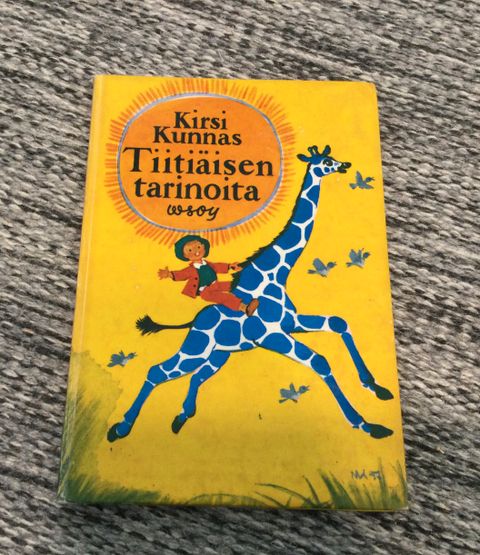 Kirsi
Kunnas
Tiitiäisen
tarinoita
wsoy